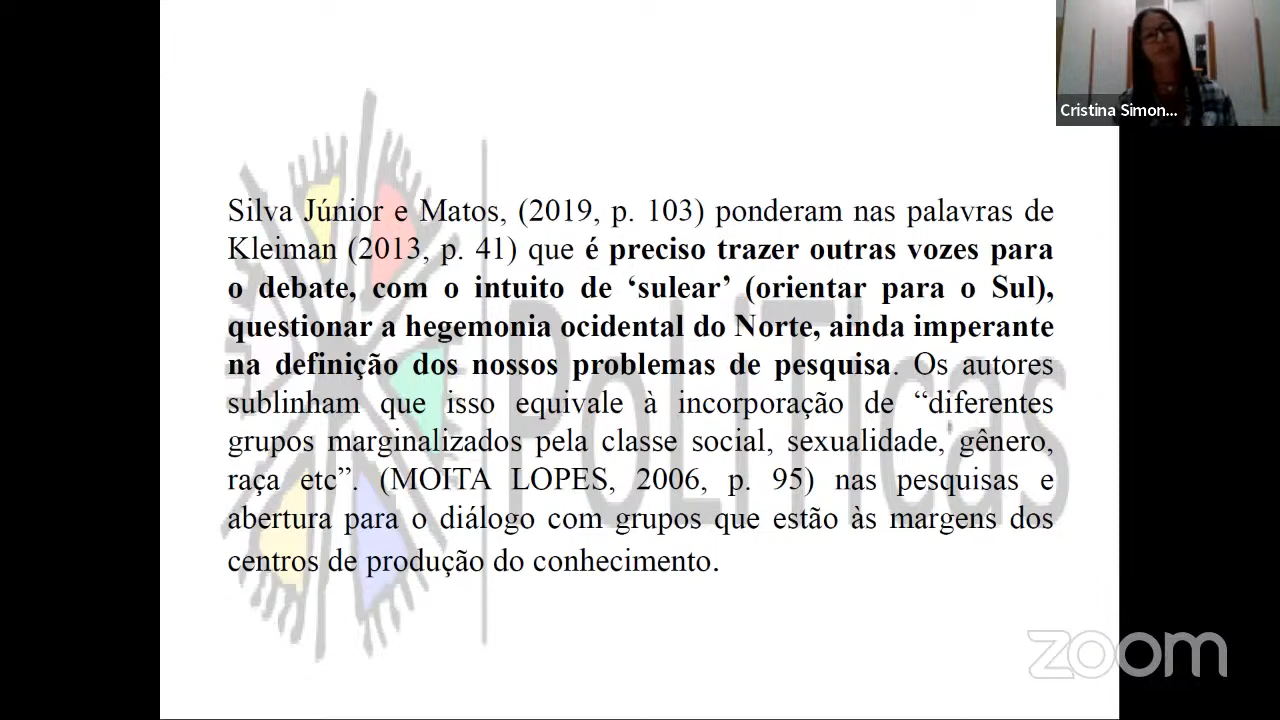 Cristina Simon...
Silva Júnior e Matos, (2019, p. 103) ponderam nas palavras de
Kleiman (2013, p. 41) que é preciso trazer outras vozes para
o debate, com o intuito de ‘sulear’ (orientar para o Sul),
questionar a hegemonia ocidental do Norte, ainda imperante
na definição dos nossos problemas de pesquisa. Os autores
sublinham que isso equivale à incorporação de “diferentes
grupos marginalizados pela classe social, sexualidade, gênero,
raça etc”. (MOITA LOPES, 2006, p. 95) nas pesquisas e
abertura para o diálogo com grupos que estão às margens dos
centros de produção do conhecimento.
PoLITicas
zoom